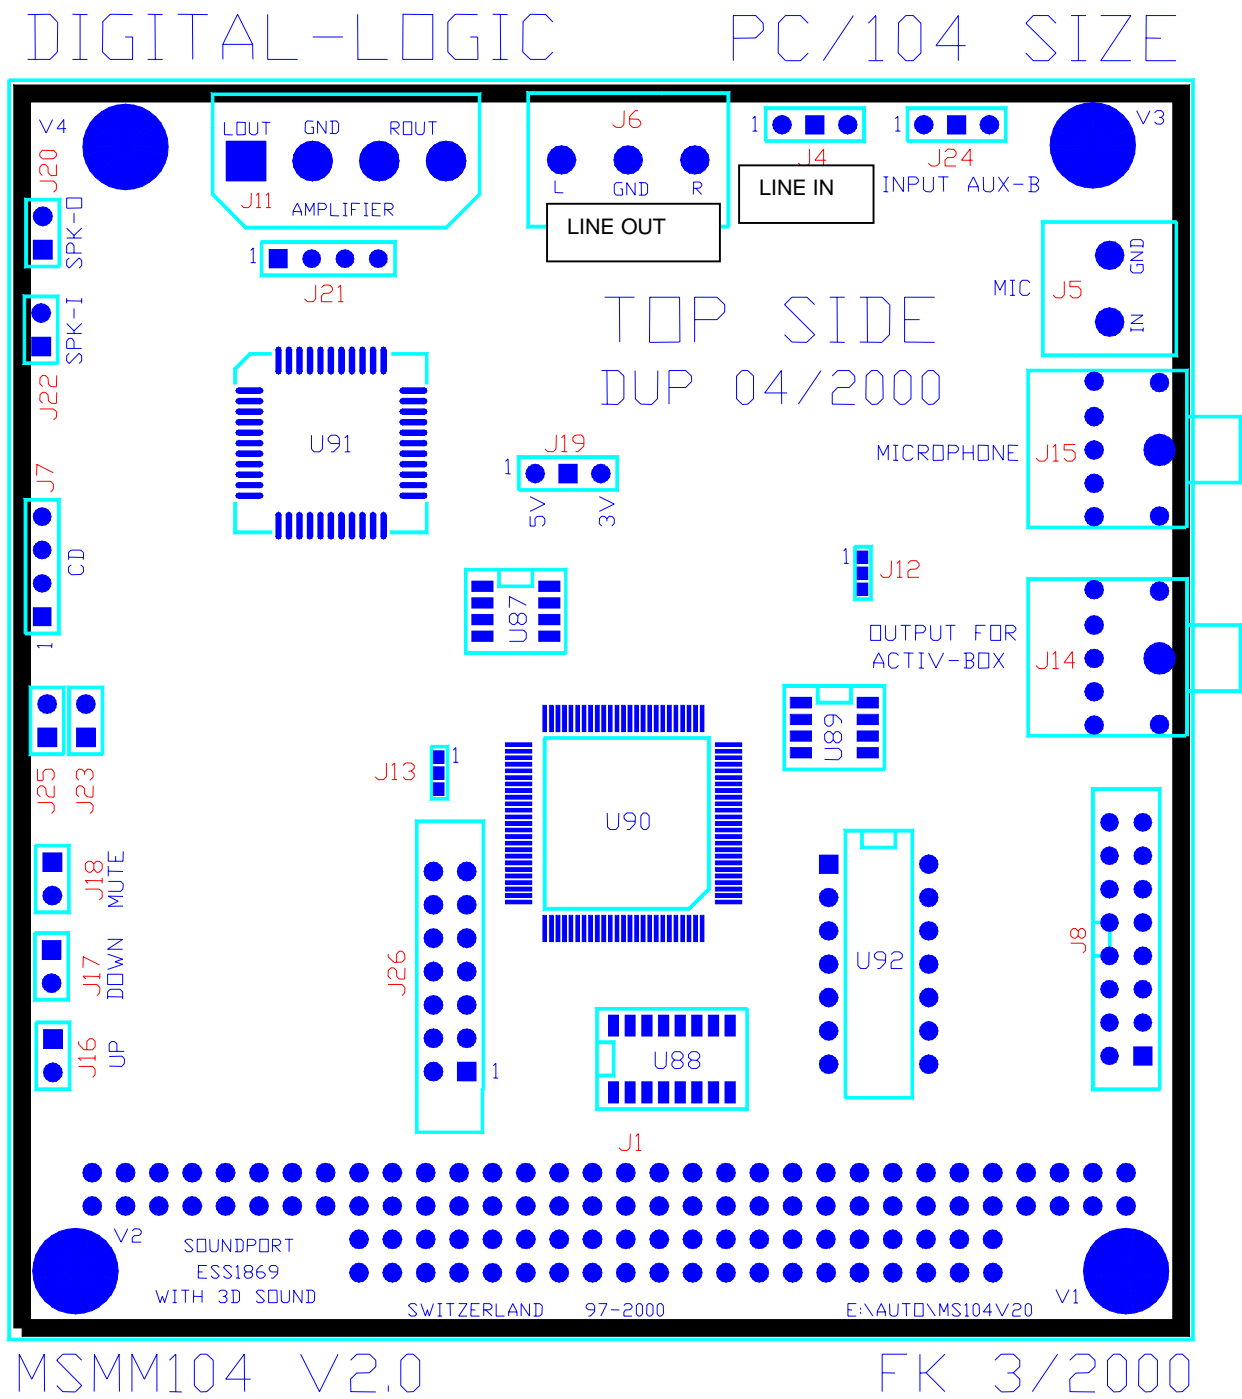 DIGITAL-LOGIC PC/104 SIZE
V4
LOUT GND ROUT
J11
AMPLIFIER
J6
L GND R
LINE OUT
1
J4
LINE IN
1
J24
INPUT AUX-B
V3
J20
SPK-O
1
J21
MIC J5
GND
IN
SPK-I
J22
TOP SIDE
DUP 04/2000
U91
J19
1
5V 3V
MICROPHONE J15
J7
CD
1
U87
1
J12
OUTPUT FOR
ACTIV-BOX
J14
U89
J25 J23
J13
1
U90
J18
MUTE
J17
DOWN
J16
UP
J26
1
U92
J8
U88
J1
V2
SOUNDPORT
ESS1869
WITH 3D SOUND
SWITZERLAND 97-2000
E:\AUTO\MS104V20
V1
MSMM104 V2.0 FK 3/2000